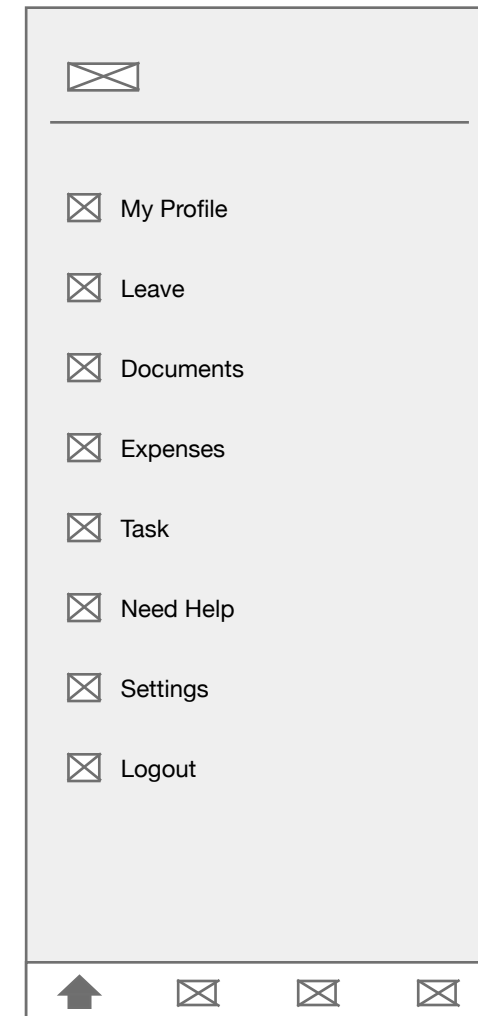 My Profile
Leave
Documents
Expenses
Task
Need Help
Settings
Logout